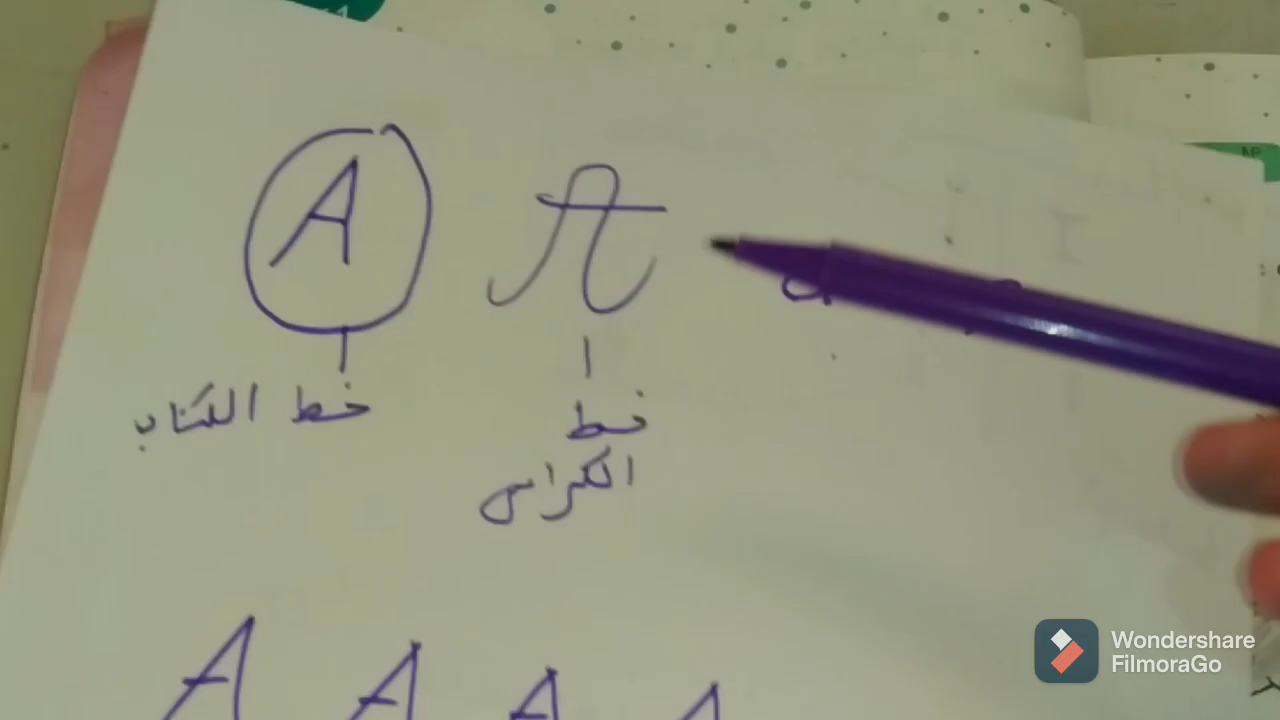 A A
خط الكتاب
خط
الكراس
A A A A
Wondershare
FilmoraGo